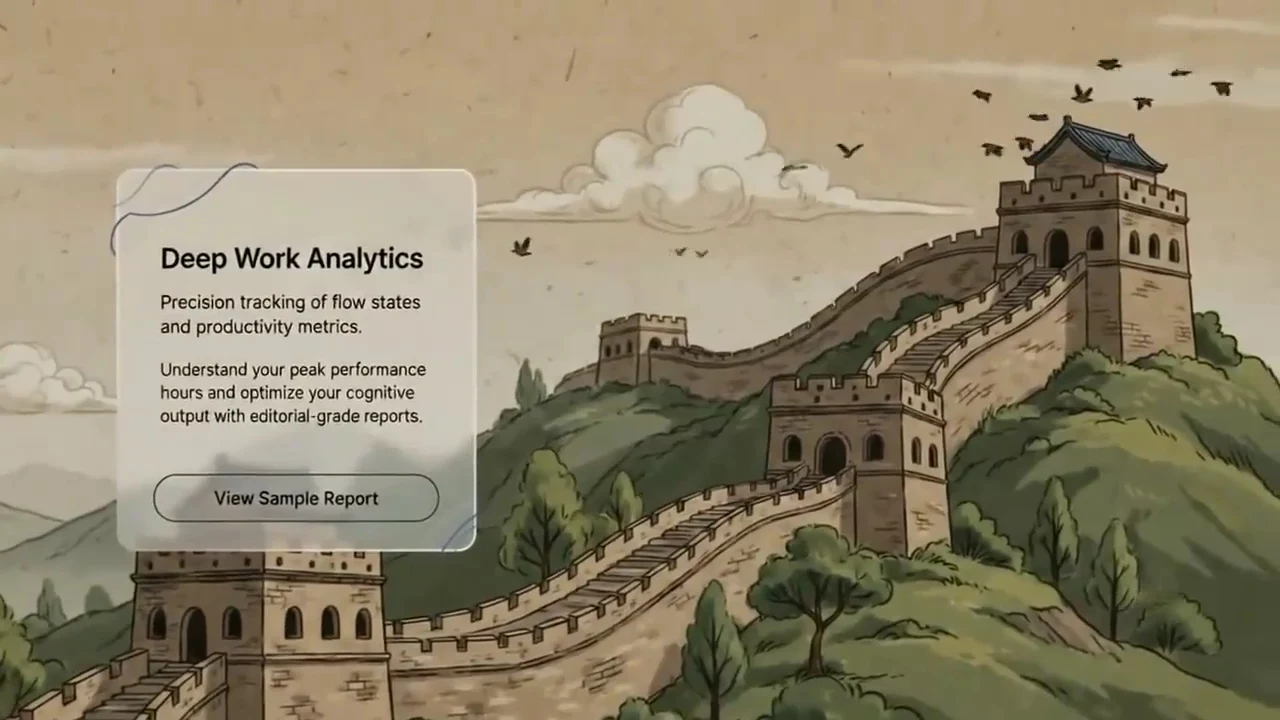 Deep Work Analytics
Precision tracking of flow states
and productivity metrics.
Understand your peak performance
hours and optimize your cognitive
output with editorial-grade reports.
View Sample Report